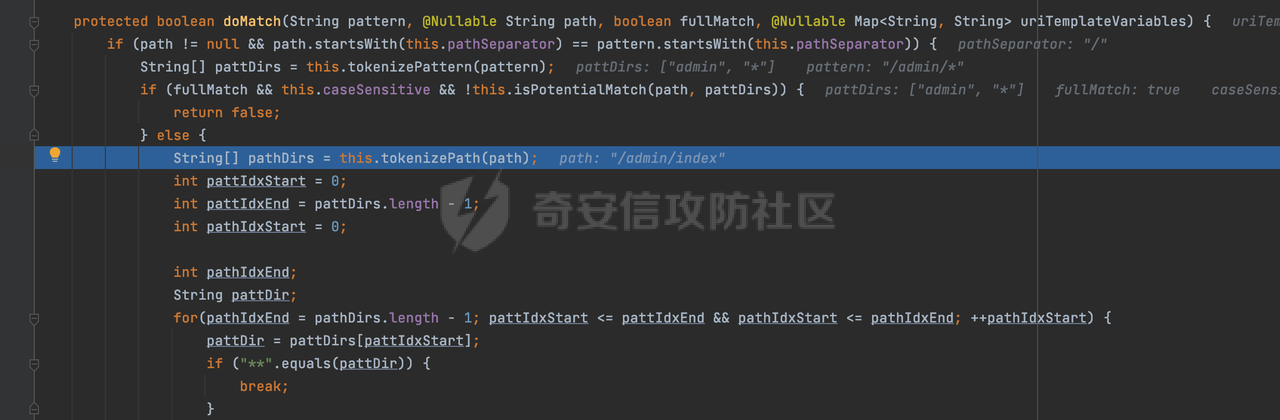 protected boolean doMatch(String pattern, @Nullable String path, boolean fullMatch, @Nullable Map<String, String> uriTemplateVariables) { uriTem
if (path != null && path.startsWith(this.pathSeparator) == pattern.startsWith(this.pathSeparator)) { pathSeparator: "/"
String[] pattDirs = this.tokenizePattern(pattern); pattDirs: ["admin", "*"] pattern: "/admin/*"
if (fullMatch && this.caseSensitive && !this.isPotentialMatch(path, pattDirs)) { pattDirs: ["admin", "*"] fullMatch: true caseSensi
return false;
} else {
String[] pathDirs = this.tokenizePath(path); path: "/admin/index"
int pattIdxStart = 0;
int pattIdxEnd = pattDirs.length - 1;
int pathIdxStart = 0;
奇安信攻防社区
int pathIdxEnd;
String pattDir;
for(pathIdxEnd = pathDirs.length - 1; pattIdxStart <= pattIdxEnd && pathIdxStart <= pathIdxEnd; ++pathIdxStart) {
pattDir = pattDirs[pattIdxStart];
if ("**".equals(pattDir)) {
break;
}